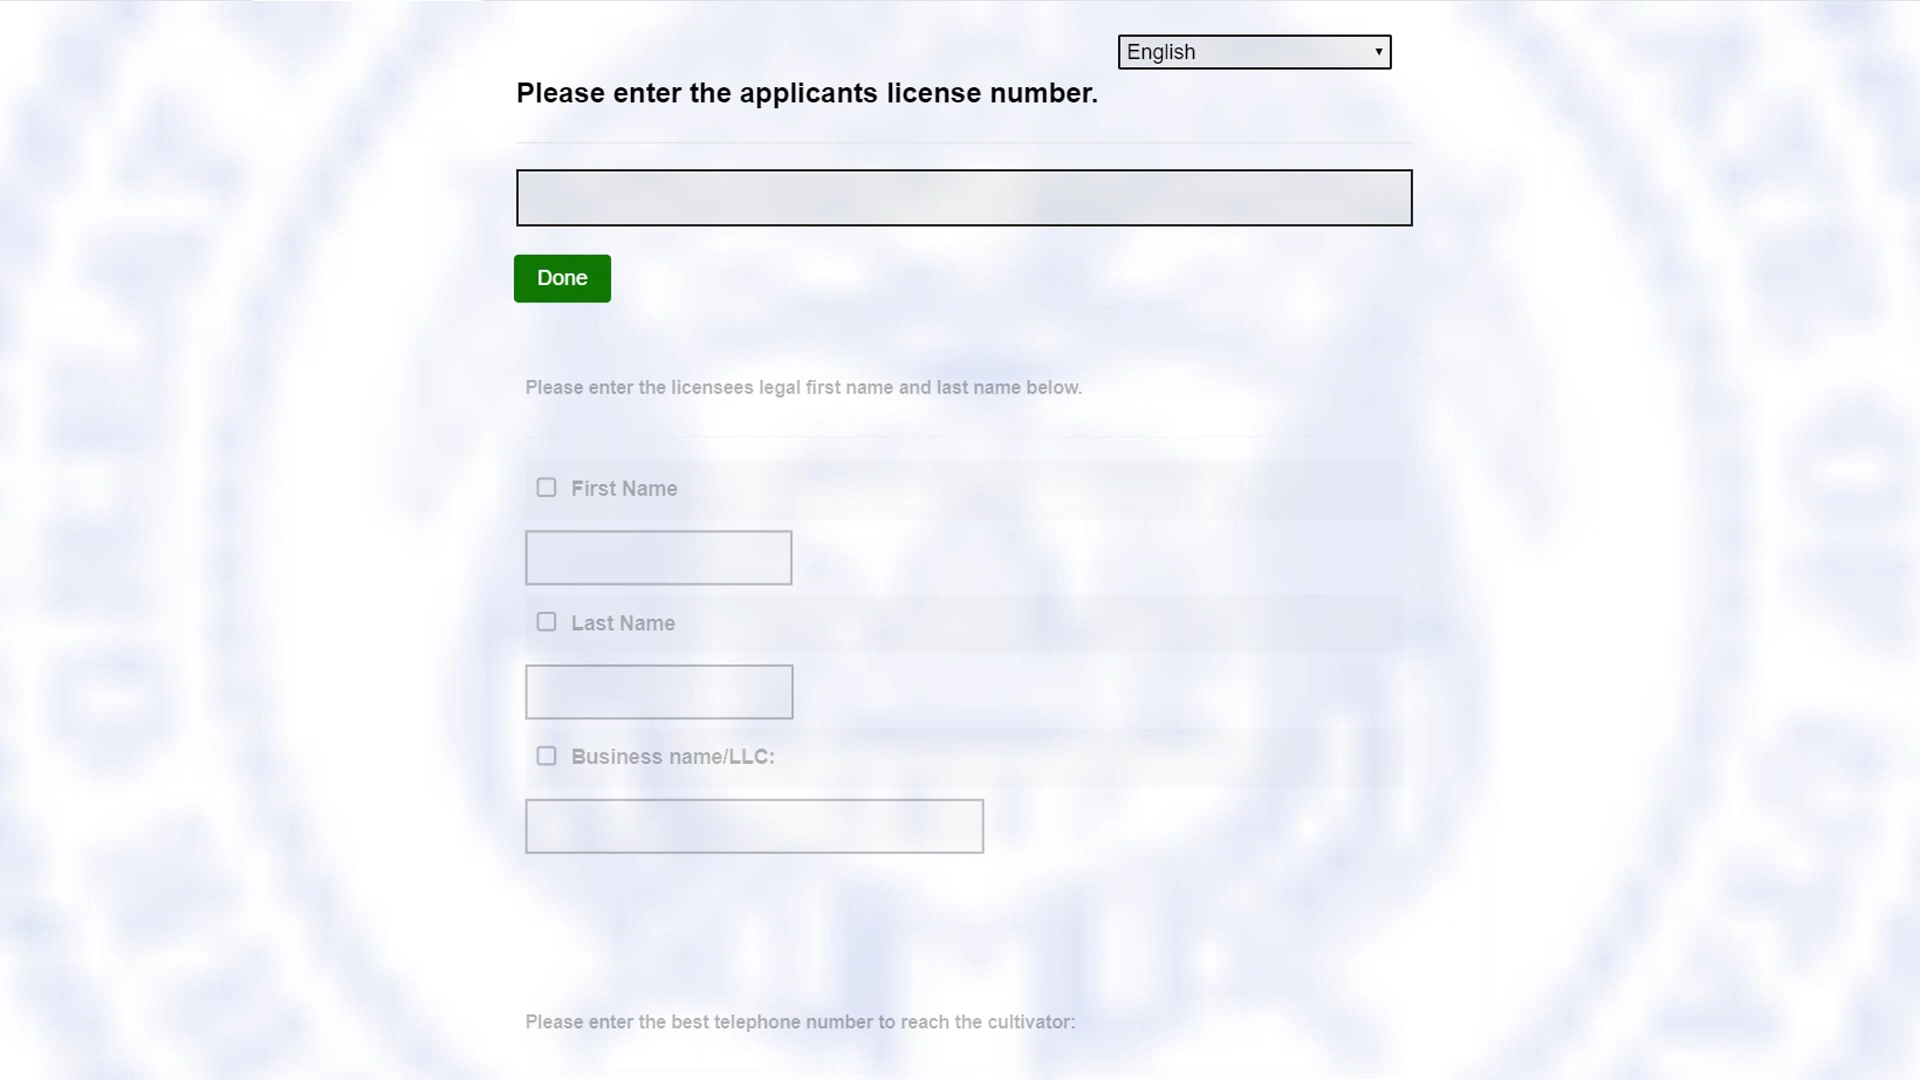 English
Please enter the applicants license number.
Done
Please enter the licensees legal first name and last name below.
First Name
Last Name
Business name/LLC:
Please enter the best telephone number to reach the cultivator: